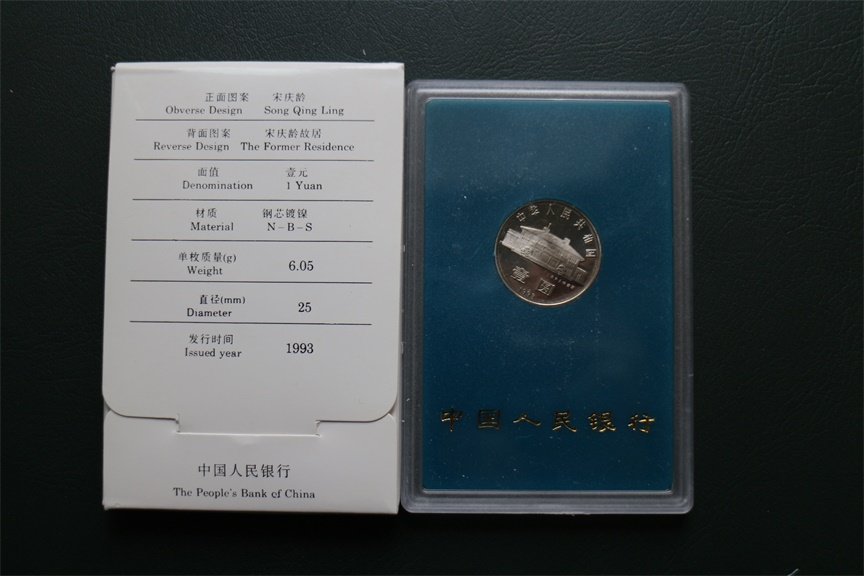 正面图案 宋庆龄
Obverse Design Song Qing Ling
背面图案 宋庆龄故居
Reverse Design The Former Residence
面值 壹元
Denomination 1 Yuan
材质 钢芯镀镍
Material N-B-S
单枚质量(g)
Weight 6.05
直径(mm)
Diameter 25
发行时间
Issued year 1993
中国人民银行
The People's Bank of China
中华人民共和国
壹圆
1993
中国人民银行